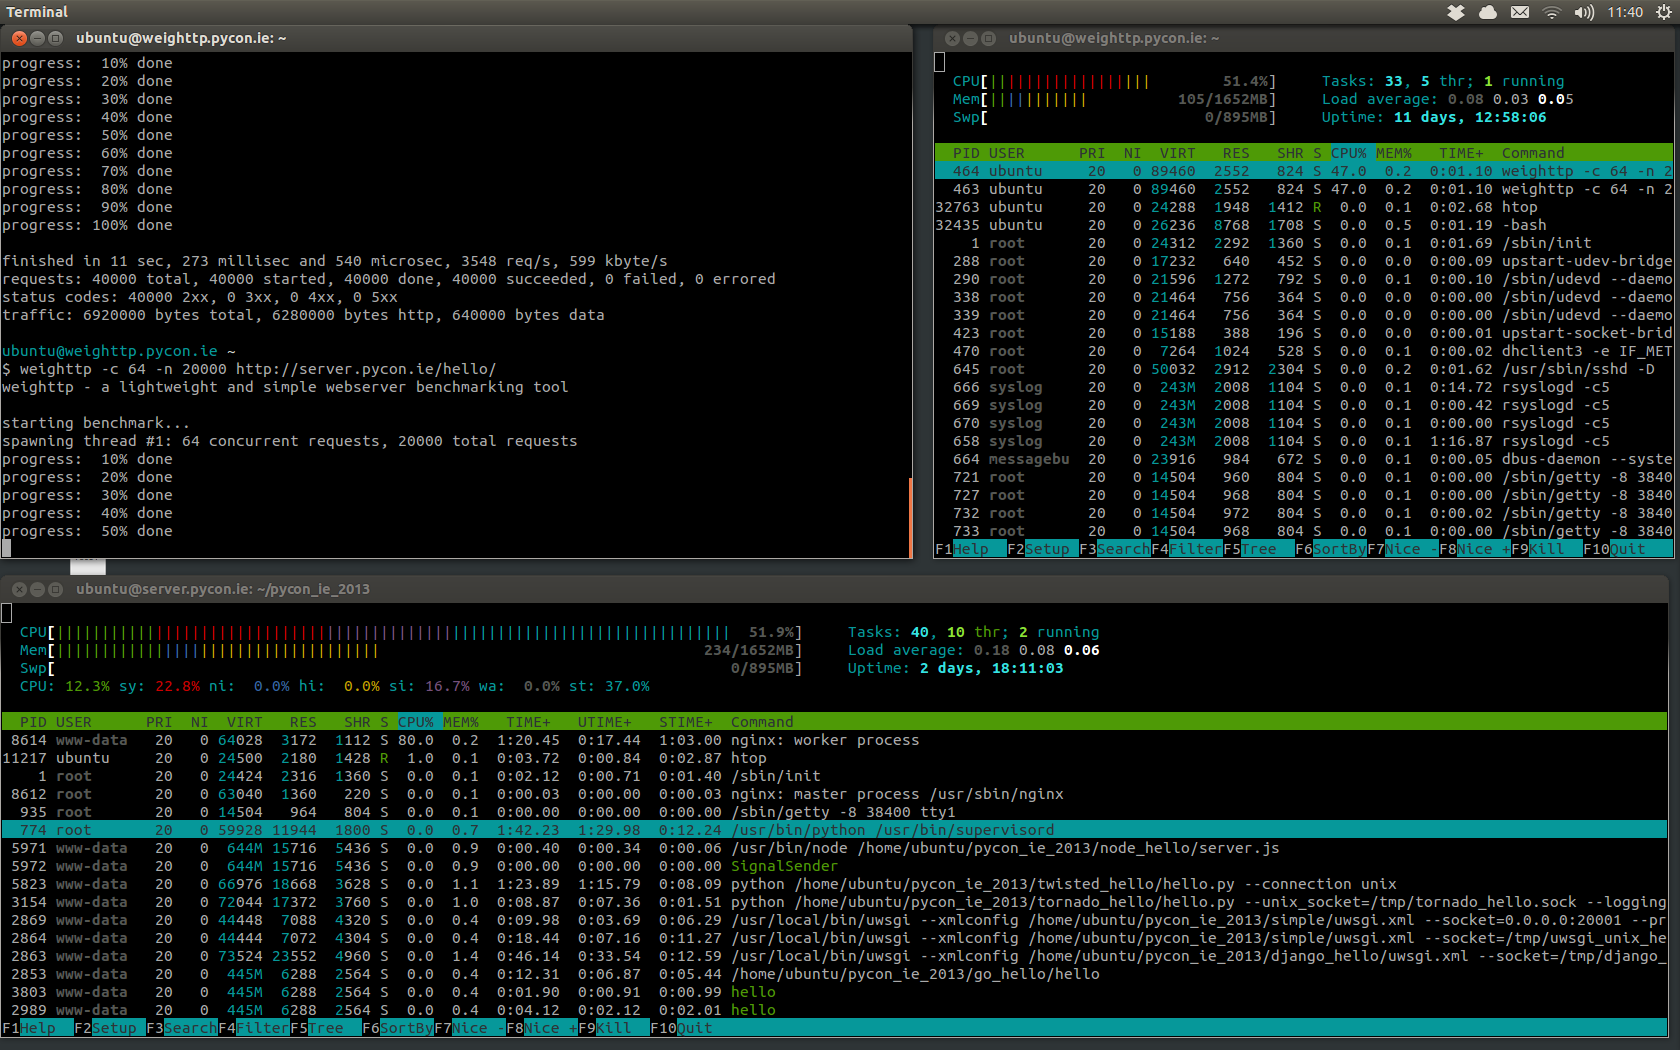 Terminal
11:40
ubuntu@weighttp.pycon.ie: ~
progress:  10% done
progress:  20% done
progress:  30% done
progress:  40% done
progress:  50% done
progress:  60% done
progress:  70% done
progress:  80% done
progress:  90% done
progress: 100% done
finished in 11 sec, 273 millisec and 540 microsec, 3548 req/s, 599 kbyte/s
requests: 40000 total, 40000 started, 40000 done, 40000 succeeded, 0 failed, 0 errored
status codes: 40000 2xx, 0 3xx, 0 4xx, 0 5xx
traffic: 6920000 bytes total, 6280000 bytes http, 640000 bytes data
ubuntu@weighttp.pycon.ie ~
$ weighttp -c 64 -n 20000 http://server.pycon.ie/hello/
weighttp - a lightweight and simple webserver benchmarking tool
starting benchmark...
spawning thread #1: 64 concurrent requests, 20000 total requests
progress:  10% done
progress:  20% done
progress:  30% done
progress:  40% done
progress:  50% done
ubuntu@weighttp.pycon.ie: ~
CPU[||||||||||||||||||        51.4%]     Tasks: 33, 5 thr; 1 running
Mem[|||||||||||          105/1652MB]     Load average: 0.08 0.03 0.05
Swp[                        0/895MB]     Uptime: 11 days, 12:58:06
PID USER      PRI  NI  VIRT   RES   SHR S CPU% MEM%   TIME+  Command
464 ubuntu     20   0 89460  2552   824 S 47.0  0.2  0:01.10 weighttp -c 64 -n 2
463 ubuntu     20   0 89460  2552   824 S 47.0  0.2  0:01.10 weighttp -c 64 -n 2
32763 ubuntu     20   0 24288  1948  1412 R  0.0  0.1  0:02.68 htop
32435 ubuntu     20   0 26236  8768  1708 S  0.0  0.5  0:01.19 -bash
1 root       20   0 24312  2292  1360 S  0.0  0.1  0:01.69 /sbin/init
288 root       20   0 17232   640   452 S  0.0  0.0  0:00.09 upstart-udev-bridge
290 root       20   0 21596  1272   792 S  0.0  0.1  0:00.10 /sbin/udevd --daemo
338 root       20   0 21464   756   364 S  0.0  0.0  0:00.00 /sbin/udevd --daemo
339 root       20   0 21464   756   364 S  0.0  0.0  0:00.00 /sbin/udevd --daemo
423 root       20   0 15188   388   196 S  0.0  0.0  0:00.01 upstart-socket-brid
470 root       20   0  7264  1024   528 S  0.0  0.1  0:00.02 dhclient3 -e IF_MET
645 root       20   0 50032  2912  2304 S  0.0  0.2  0:01.62 /usr/sbin/sshd -D
666 syslog     20   0  243M  2008  1104 S  0.0  0.1  0:14.72 rsyslogd -c5
669 syslog     20   0  243M  2008  1104 S  0.0  0.1  0:00.42 rsyslogd -c5
670 syslog     20   0  243M  2008  1104 S  0.0  0.1  0:00.00 rsyslogd -c5
658 syslog     20   0  243M  2008  1104 S  0.0  0.1  1:16.87 rsyslogd -c5
664 messagebu  20   0 23916   984   672 S  0.0  0.1  0:00.05 dbus-daemon --syste
721 root       20   0 14504   960   804 S  0.0  0.1  0:00.00 /sbin/getty -8 3840
727 root       20   0 14504   968   804 S  0.0  0.1  0:00.00 /sbin/getty -8 3840
732 root       20   0 14504   972   804 S  0.0  0.1  0:00.02 /sbin/getty -8 3840
733 root       20   0 14504   968   804 S  0.0  0.1  0:00.00 /sbin/getty -8 3840
F1Help  F2Setup F3SearchF4FilterF5Tree  F6SortByF7Nice -F8Nice +F9Kill  F10Quit
ubuntu@server.pycon.ie: ~/pycon_ie_2013
CPU[|||||||||||||||||||||||||||||||||||||||||||||||||||||||||||||||||||||||||||  51.9%]     Tasks: 40, 10 thr; 2 running
Mem[||||||||||||||||||||||||||||||||||||                                    234/1652MB]     Load average: 0.18 0.08 0.06
Swp[                                                                           0/895MB]     Uptime: 2 days, 18:11:03
CPU: 12.3% sy: 22.8% ni:  0.0% hi:  0.0% si: 16.7% wa:  0.0% st: 37.0%
PID USER     PRI  NI  VIRT   RES   SHR S CPU% MEM%   TIME+   UTIME+   STIME+  Command
8614 www-data   20   0 64028  3172  1112 S 80.0  0.2  1:20.45  0:17.44  1:03.00 nginx: worker process
11217 ubuntu     20   0 24500  2180  1428 R  1.0  0.1  0:03.72  0:00.84  0:02.87 htop
1 root       20   0 24424  2316  1360 S  0.0  0.1  0:02.12  0:00.71  0:01.40 /sbin/init
8612 root       20   0 63040  1360   220 S  0.0  0.1  0:00.03  0:00.00  0:00.03 nginx: master process /usr/sbin/nginx
935 root       20   0 14504   964   804 S  0.0  0.1  0:00.00  0:00.00  0:00.00 /sbin/getty -8 38400 tty1
774 root       20   0 59928 11944  1800 S  0.0  0.7  1:42.23  1:29.98  0:12.24 /usr/bin/python /usr/bin/supervisord
5971 www-data   20   0  644M 15716  5436 S  0.0  0.9  0:00.40  0:00.34  0:00.06 /usr/bin/node /home/ubuntu/pycon_ie_2013/node_hello/server.js
5972 www-data   20   0  644M 15716  5436 S  0.0  0.9  0:00.00  0:00.00  0:00.00 SignalSender
5823 www-data   20   0 66976 18668  3628 S  0.0  1.1  1:23.89  1:15.79  0:08.09 python /home/ubuntu/pycon_ie_2013/twisted_hello/hello.py --connection unix
3154 www-data   20   0 72044 17372  3760 S  0.0  1.0  0:08.87  0:07.36  0:01.51 python /home/ubuntu/pycon_ie_2013/tornado_hello/hello.py --unix_socket=/tmp/tornado_hello.sock --logging
2869 www-data   20   0 44448  7088  4320 S  0.0  0.4  0:09.98  0:03.69  0:06.29 /usr/local/bin/uwsgi --xmlconfig /home/ubuntu/pycon_ie_2013/simple/uwsgi.xml --socket=0.0.0.0:20001 --pr
2864 www-data   20   0 44444  7072  4304 S  0.0  0.4  0:18.44  0:07.16  0:11.27 /usr/local/bin/uwsgi --xmlconfig /home/ubuntu/pycon_ie_2013/simple/uwsgi.xml --socket=/tmp/uwsgi_unix_he
2863 www-data   20   0 73524 23552  4960 S  0.0  1.4  0:46.14  0:33.54  0:12.59 /usr/local/bin/uwsgi --xmlconfig /home/ubuntu/pycon_ie_2013/django_hello/uwsgi.xml --socket=/tmp/django_
2853 www-data   20   0  445M  6288  2564 S  0.0  0.4  0:12.31  0:06.87  0:05.44 /home/ubuntu/pycon_ie_2013/go_hello/hello
3803 www-data   20   0  445M  6288  2564 S  0.0  0.4  0:01.90  0:00.91  0:00.99 hello
2989 www-data   20   0  445M  6288  2564 S  0.0  0.4  0:04.12  0:02.12  0:02.01 hello
F1Help  F2Setup F3SearchF4FilterF5Tree  F6SortByF7Nice -F8Nice +F9Kill  F10Quit